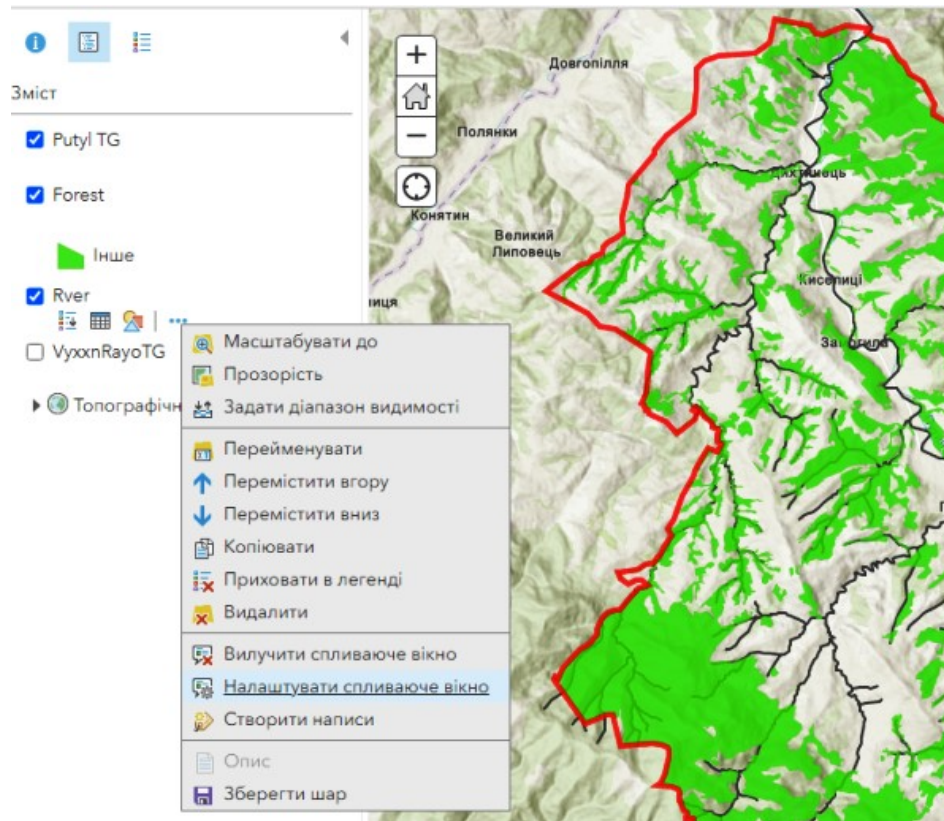 Зміст
Putyl TG
Forest
Інше
Rver
VyxxnRayoTG
Топографічн
Масштабувати до
Прозорість
Задати діапазон видимості
Перейменувати
Перемістити вгору
Перемістити вниз
Копіювати
Приховати в легенді
Видалити
Вилучити спливаюче вікно
Налаштувати спливаюче вікно
Створити написи
Опис
Зберегти шар
Довгопілля
Полянки
Конятин
Великий
Липовець
ниця
Киселиці